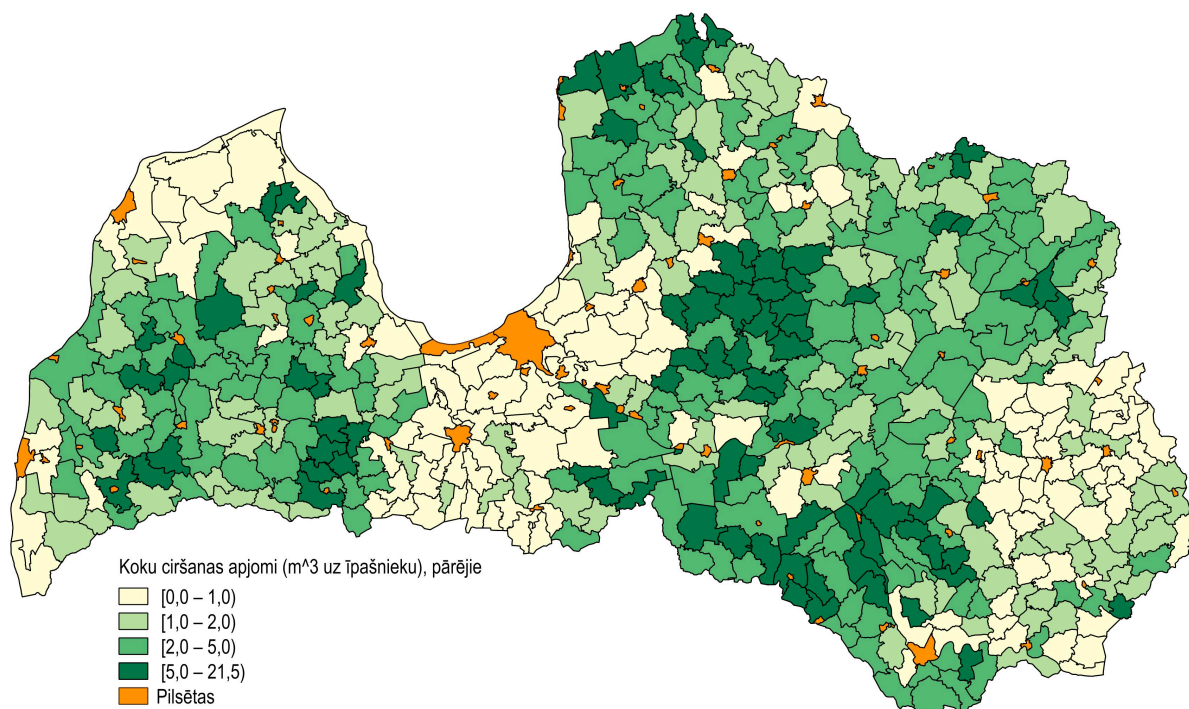 Koku ciršanas apjomi (m^3 uz īpašnieku), pārējie
[0,0 – 1,0)
[1,0 – 2,0)
[2,0 – 5,0)
[5,0 – 21,5)
Pilsētas